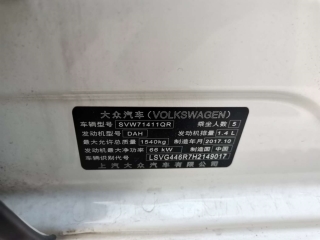 大众汽车(VOLKSWAGEN)
车辆型号 SVW71411QR 乘坐人数 5
发动机型号 DAH 发动机排量 1.4 L
最大允许总质量 1540kg 制造年月 2017.10
发动机最大净功率 66 kW 制造国 中国
车辆识别代号 LSVG446R7H2149017
上汽大众汽车有限公司